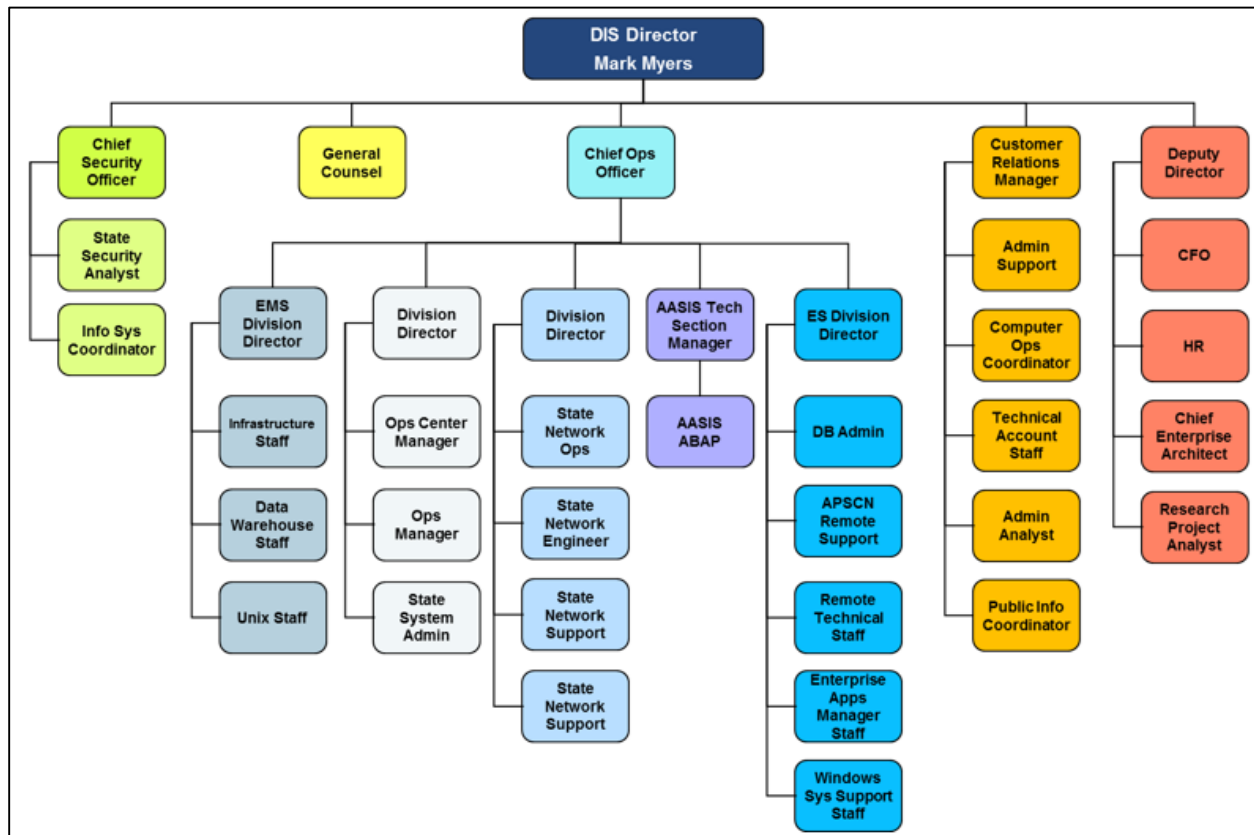 DIS Director
Mark Myers
Chief
Security
Officer
General
Counsel
Chief Ops
Officer
Customer
Relations
Manager
Deputy
Director
State
Security
Analyst
Info Sys
Coordinator
EMS
Division
Director
Infrastructure
Staff
Data
Warehouse
Staff
Unix Staff
Division
Director
Ops Center
Manager
Ops
Manager
State
System
Admin
Division
Director
State
Network
Ops
State
Network
Engineer
State
Network
Support
State
Network
Support
AASIS Tech
Section
Manager
AASIS
ABAP
ES Division
Director
DB Admin
APSCN
Remote
Support
Remote
Technical
Staff
Enterprise
Apps
Manager
Staff
Windows
Sys Support
Staff
Admin
Support
Computer
Ops
Coordinator
Technical
Account
Staff
Admin
Analyst
Public Info
Coordinator
CFO
HR
Chief
Enterprise
Architect
Research
Project
Analyst